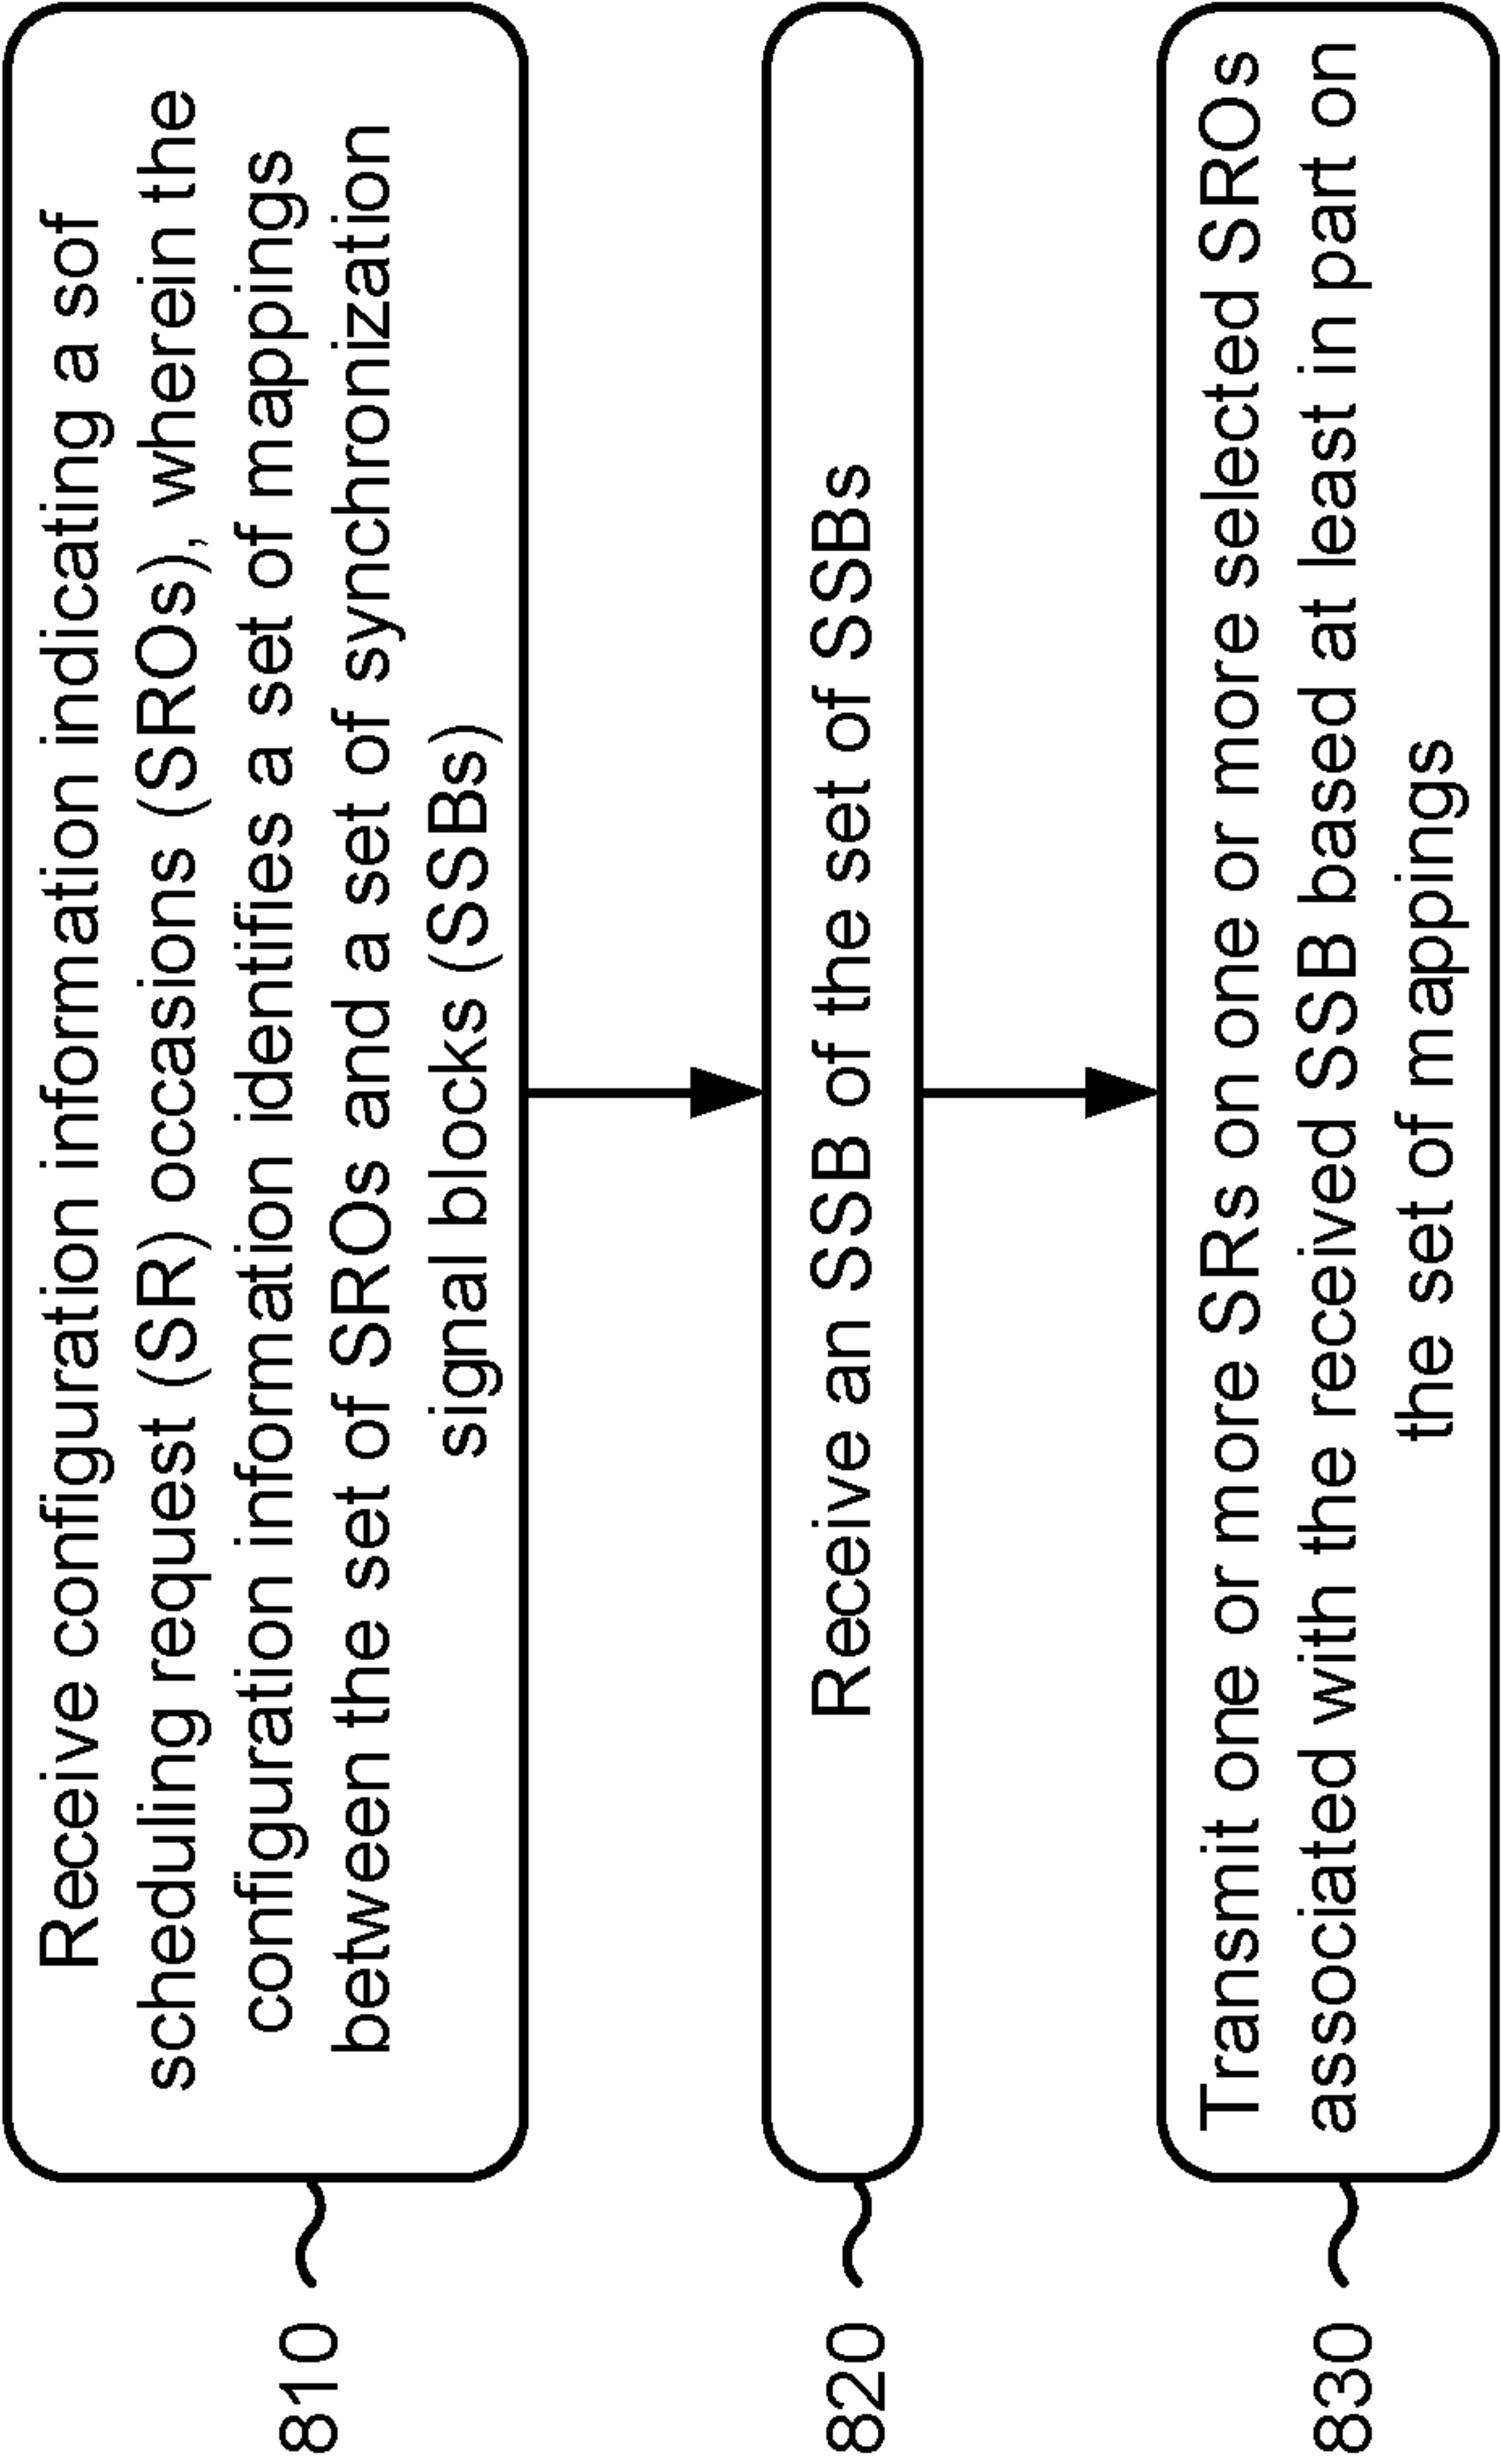 810
Receive configuration information indicating a sof
scheduling request (SR) occasions (SROs), wherein the
configuration information identifies a set of mappings
between the set of SROs and a set of synchronization
signal blocks (SSBs)
820
Receive an SSB of the set of SSBs
830
Transmit one or more SRs on one or more selected SROs
associated with the received SSB based at least in part on
the set of mappings